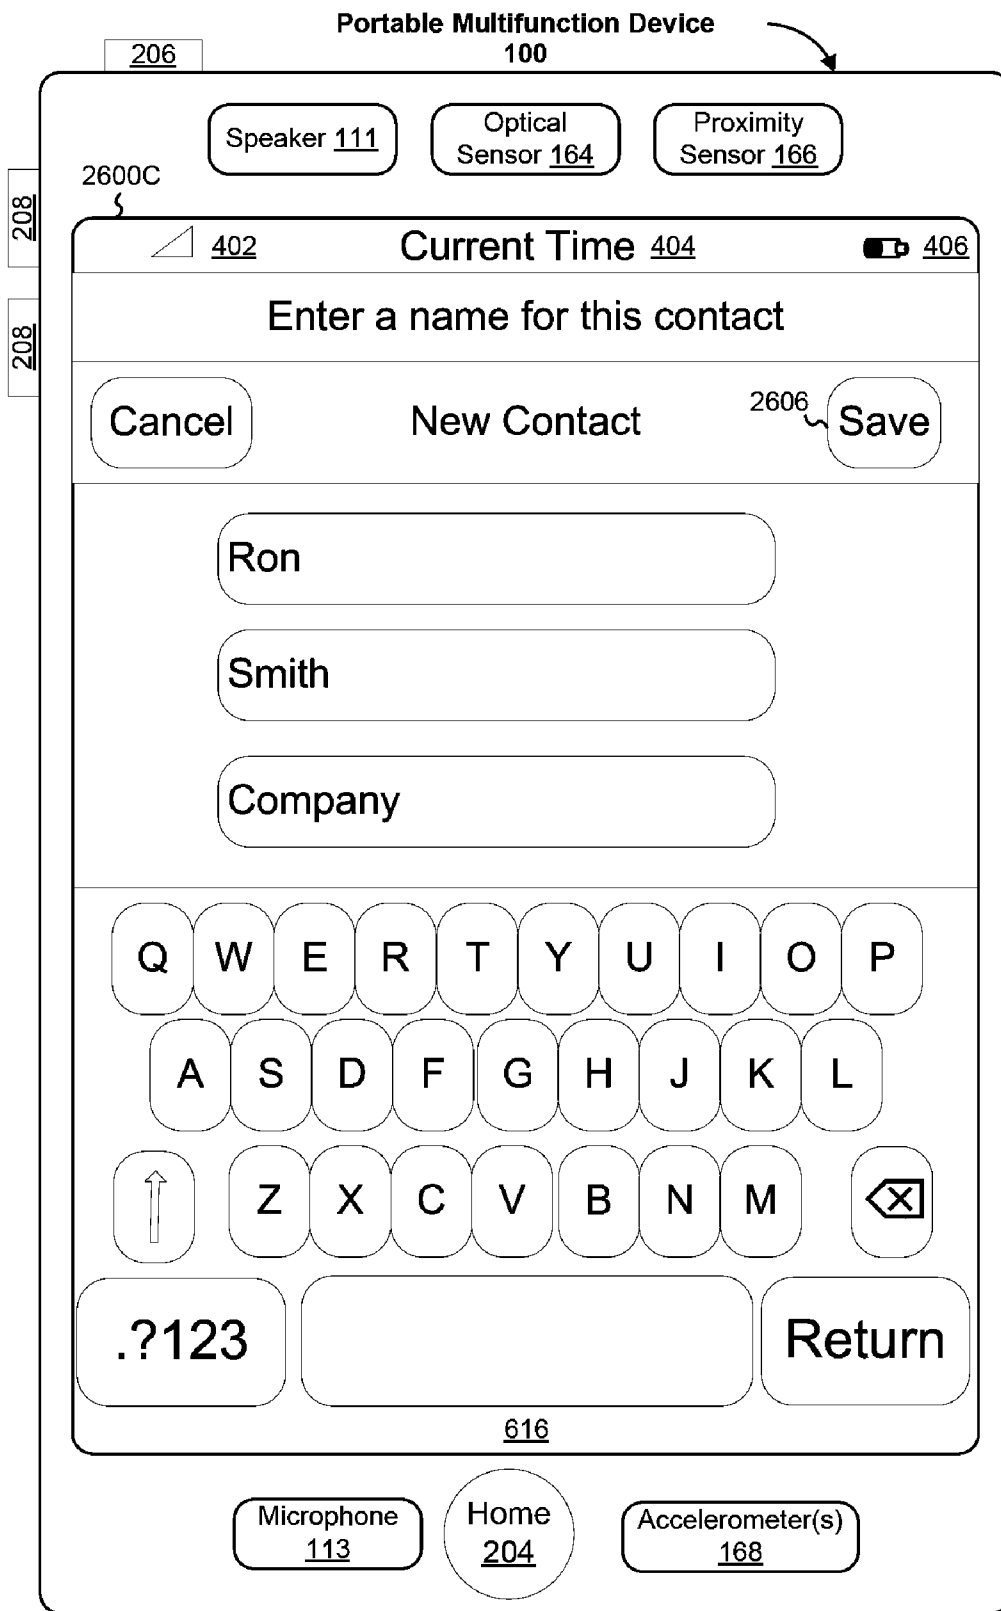 Portable Multifunction Device
100
206
Speaker 111
Optical
Sensor 164
Proximity
Sensor 166
2600C
208
208
402
Current Time 404
406
Enter a name for this contact
Cancel
New Contact
2606
Save
Ron
Smith
Company
Q W E R T Y U I O P
A S D F G H J K L
Z X C V B N M
.?123
Return
616
Microphone
113
Home
204
Accelerometer(s)
168